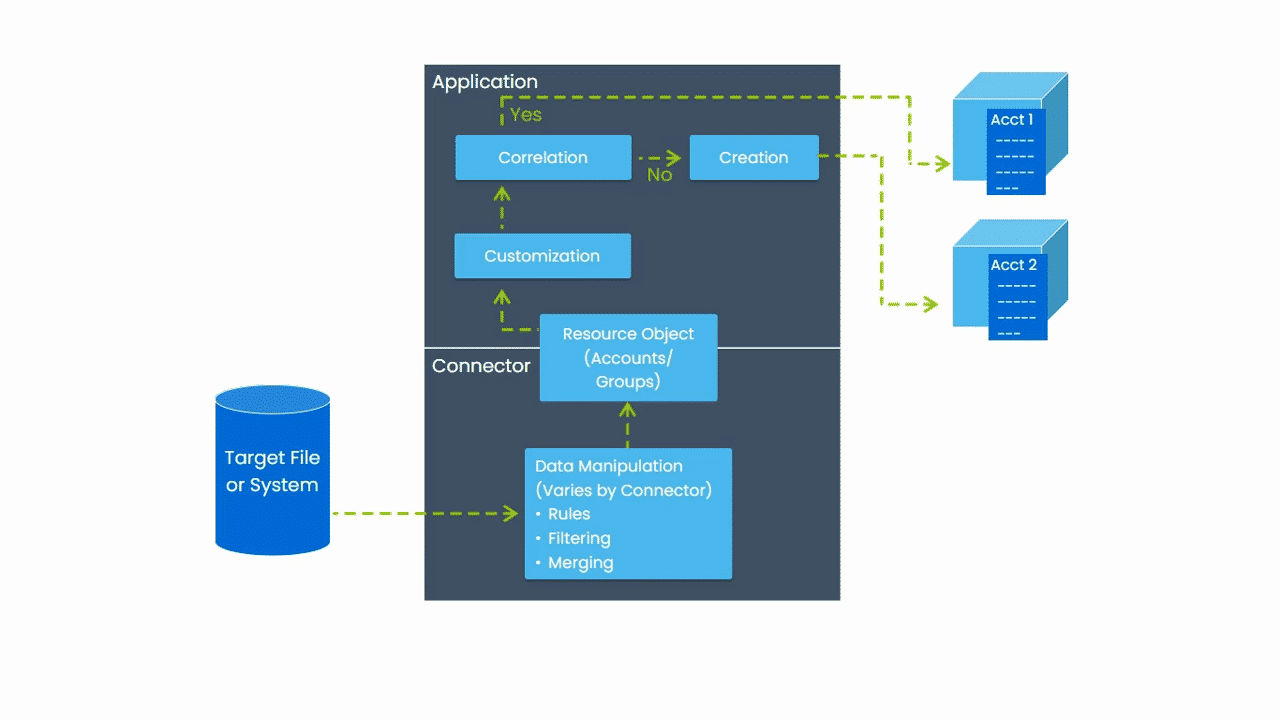 Application
Yes
Correlation
No
Creation
Customization
Resource Object
(Accounts/
Groups)
Connector
Data Manipulation
(Varies by Connector)
• Rules
• Filtering
• Merging
Target File
or System
Acct 1
Acct 2